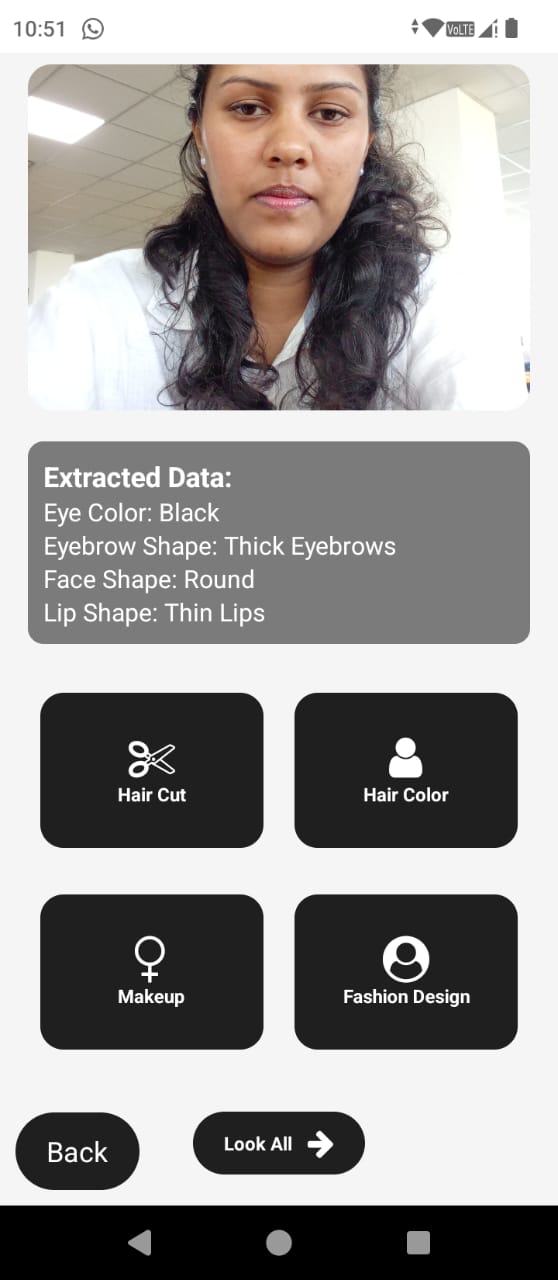 10:51
VoLTE
Extracted Data:
Eye Color: Black
Eyebrow Shape: Thick Eyebrows
Face Shape: Round
Lip Shape: Thin Lips
Hair Cut
Hair Color
Makeup
Fashion Design
Look All
Back